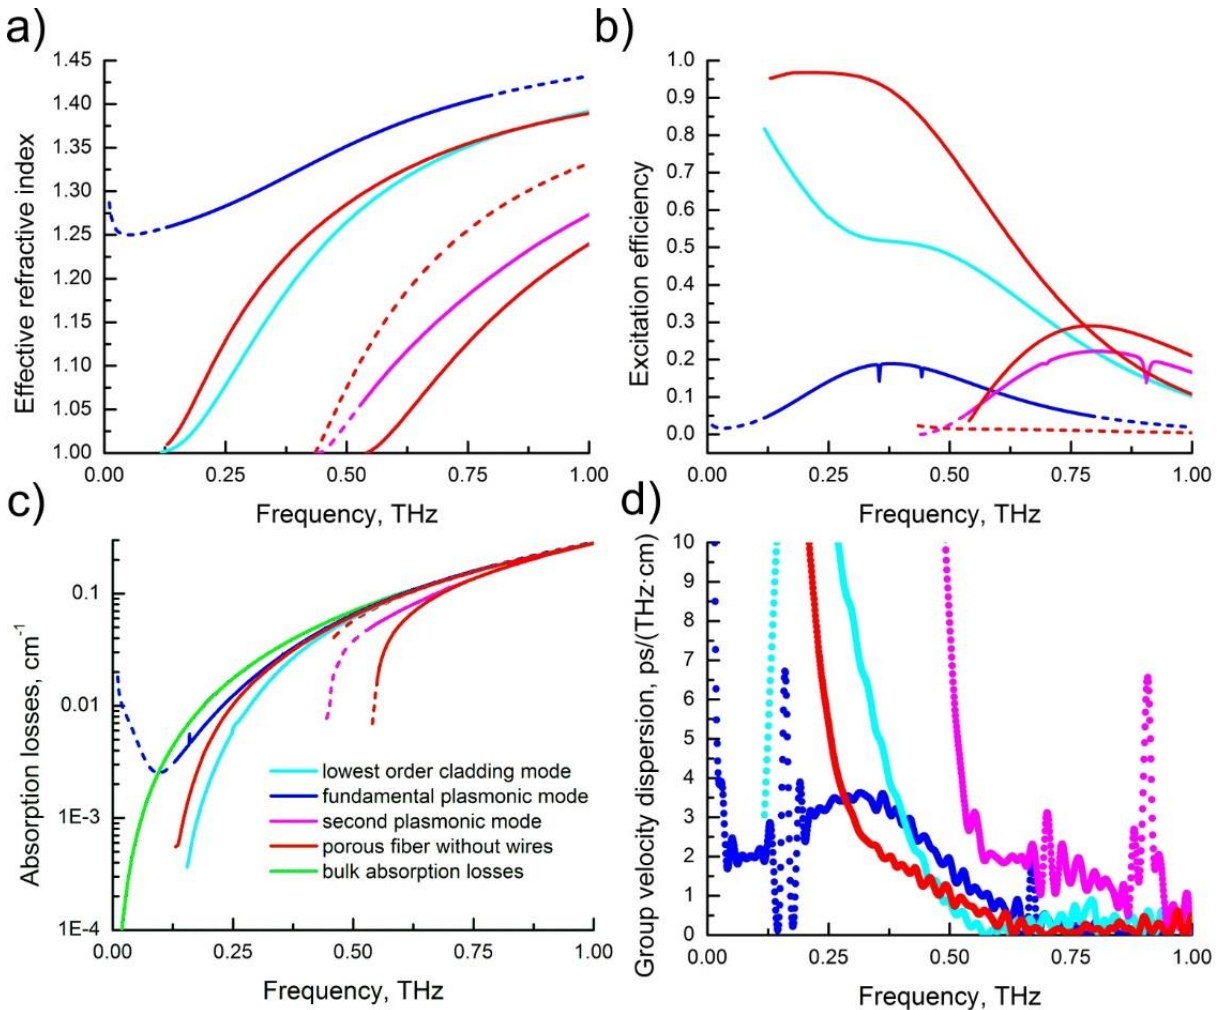 a)
1.45
1.40
1.35
1.30
1.25
1.20
1.15
1.10
1.05
1.00
Effective refractive index
0.00 0.25 0.50 0.75 1.00
Frequency, THz
b)
1.0
0.9
0.8
0.7
0.6
0.5
0.4
0.3
0.2
0.1
0.0
Excitation efficiency
0.00 0.25 0.50 0.75 1.00
Frequency, THz
c)
0.1
0.01
1E-3
1E-4
Absorption losses, cm⁻¹
lowest order cladding mode
fundamental plasmonic mode
second plasmonic mode
porous fiber without wires
bulk absorption losses
0.00 0.25 0.50 0.75 1.00
Frequency, THz
d)
10
9
8
7
6
5
4
3
2
1
0
Group velocity dispersion, ps/(THz·cm)
0.00 0.25 0.50 0.75 1.00
Frequency, THz